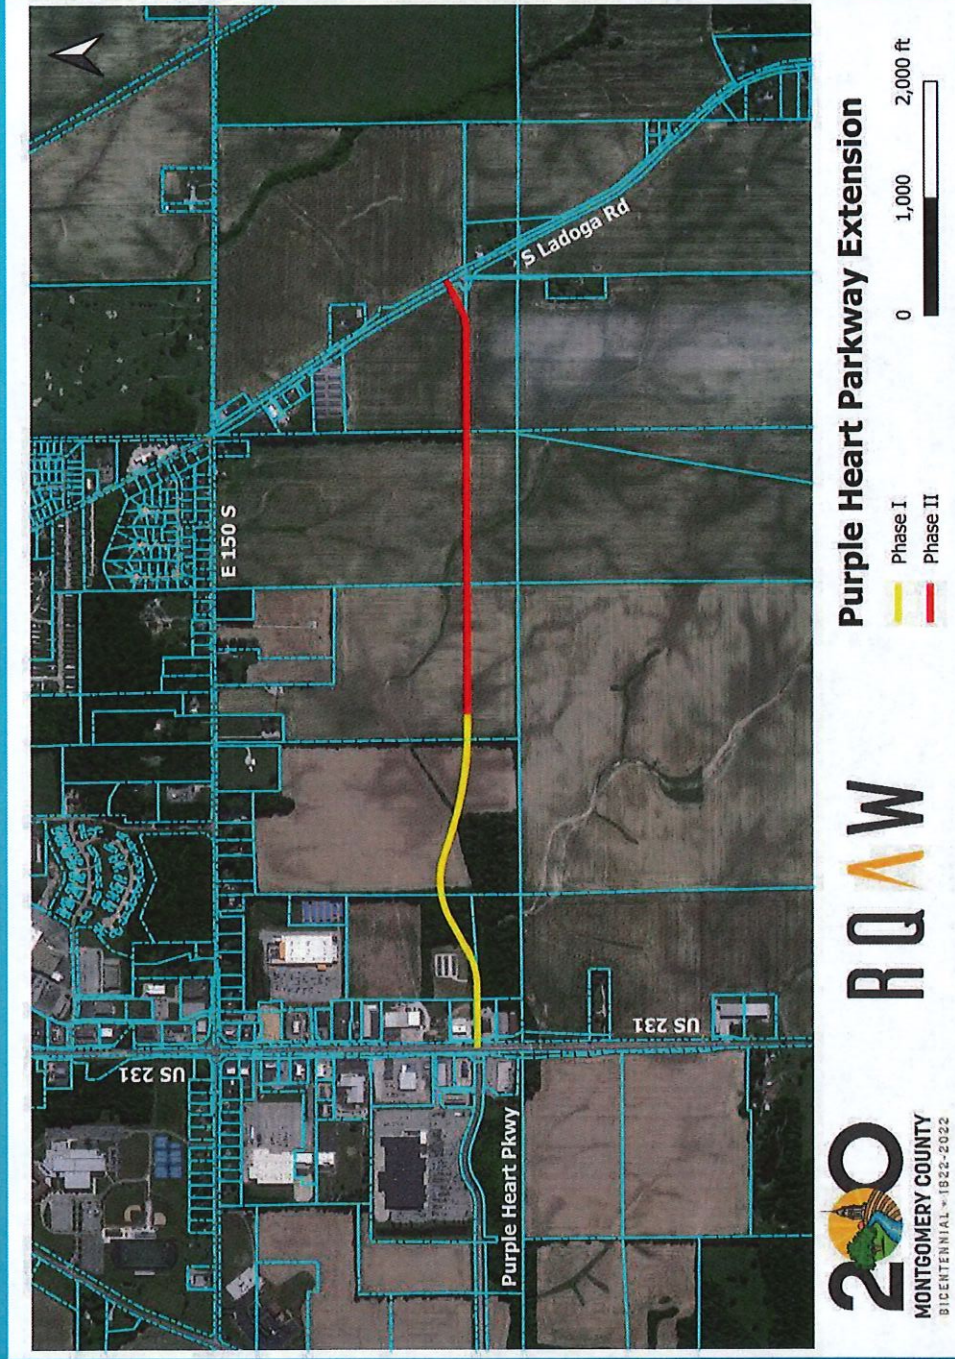 E 150 S
S Ladoga Rd
US 231
US 231
Purple Heart Pkwy
200
MONTGOMERY COUNTY
BICENTENNIAL * 1822-2022
RQAW
Purple Heart Parkway Extension
Phase I
Phase II
0 1,000 2,000 ft